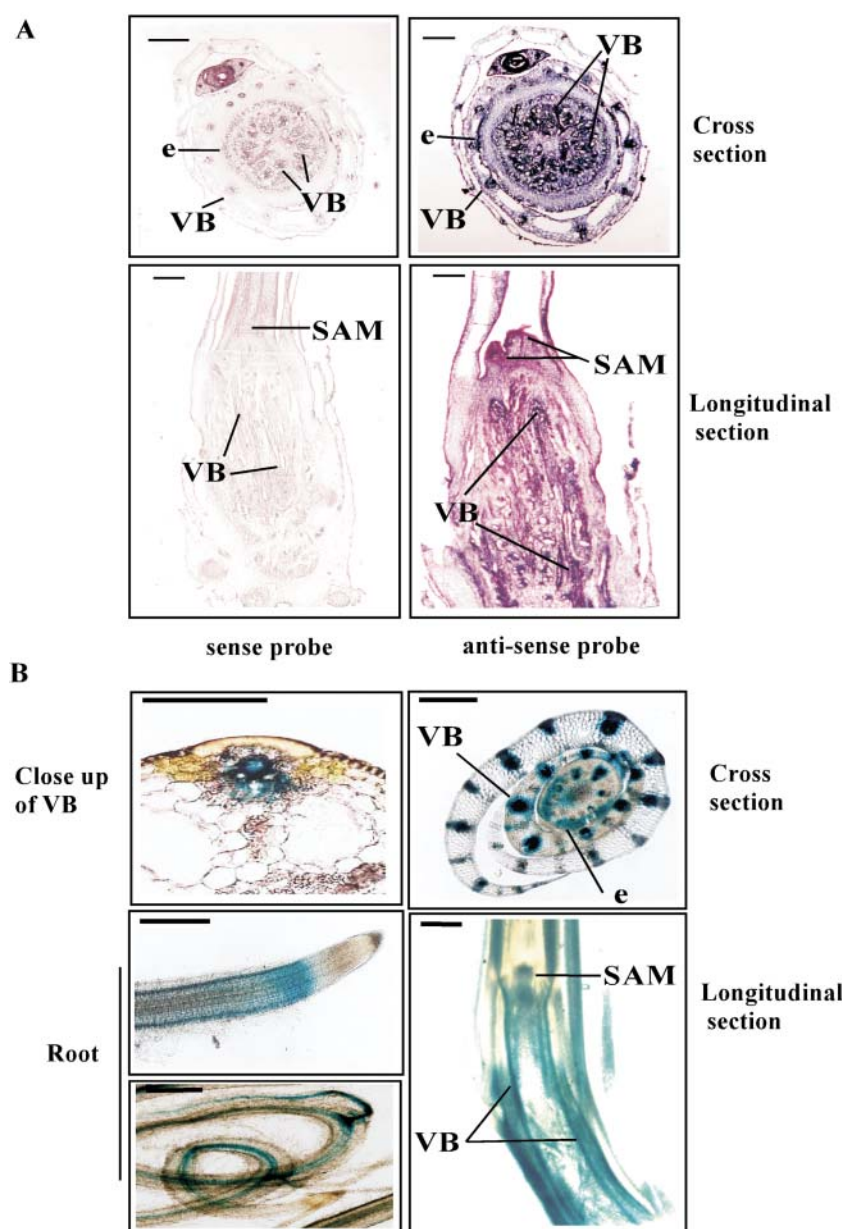 A
VB
e
VB
VB
e
VB
Cross
section
SAM
VB
SAM
VB
Longitudinal
section
sense probe
anti-sense probe
B
Close up
of VB
VB
e
Cross
section
Root
SAM
VB
Longitudinal
section